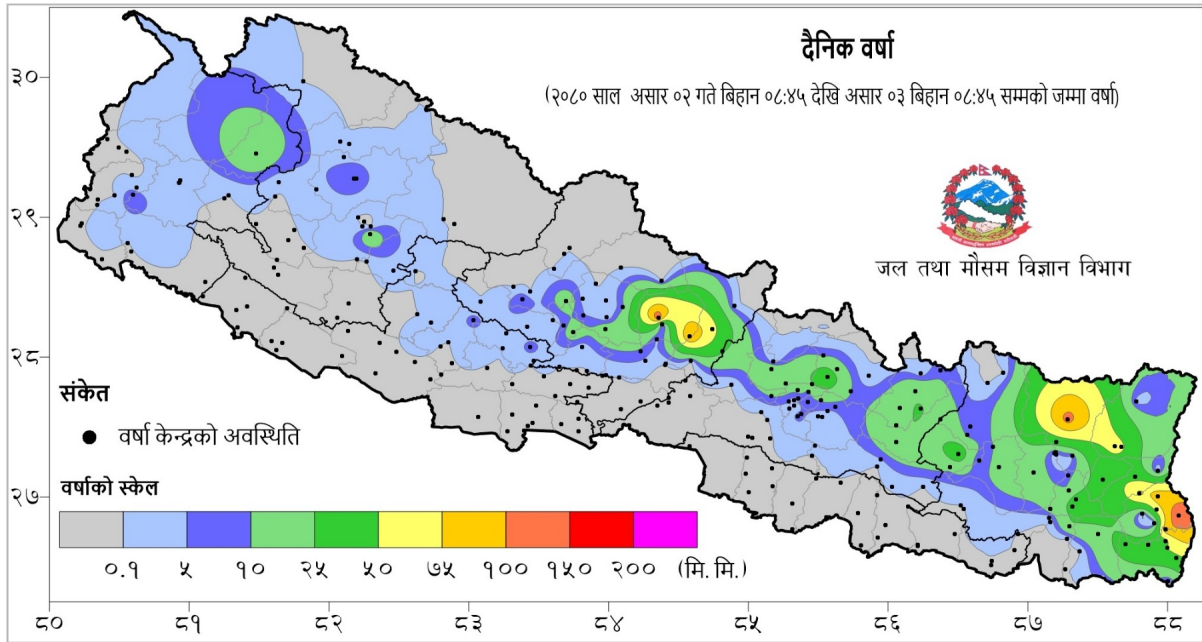 दैनिक वर्षा
(२०८० साल असार ०२ गते बिहान ०८:४५ देखि असार ०३ बिहान ०८:४५ सम्मको जम्मा वर्षा)
जल तथा मौसम विज्ञान विभाग
३०
२९
२८
२७
संकेत
वर्षा केन्द्रको अवस्थिति
वर्षाको स्केल
०.१ ५ १० २५ ५० ७५ १०० १५० २०० (मि. मि.)
८० ८१ ८२ ८३ ८४ ८५ ८६ ८७ ८८